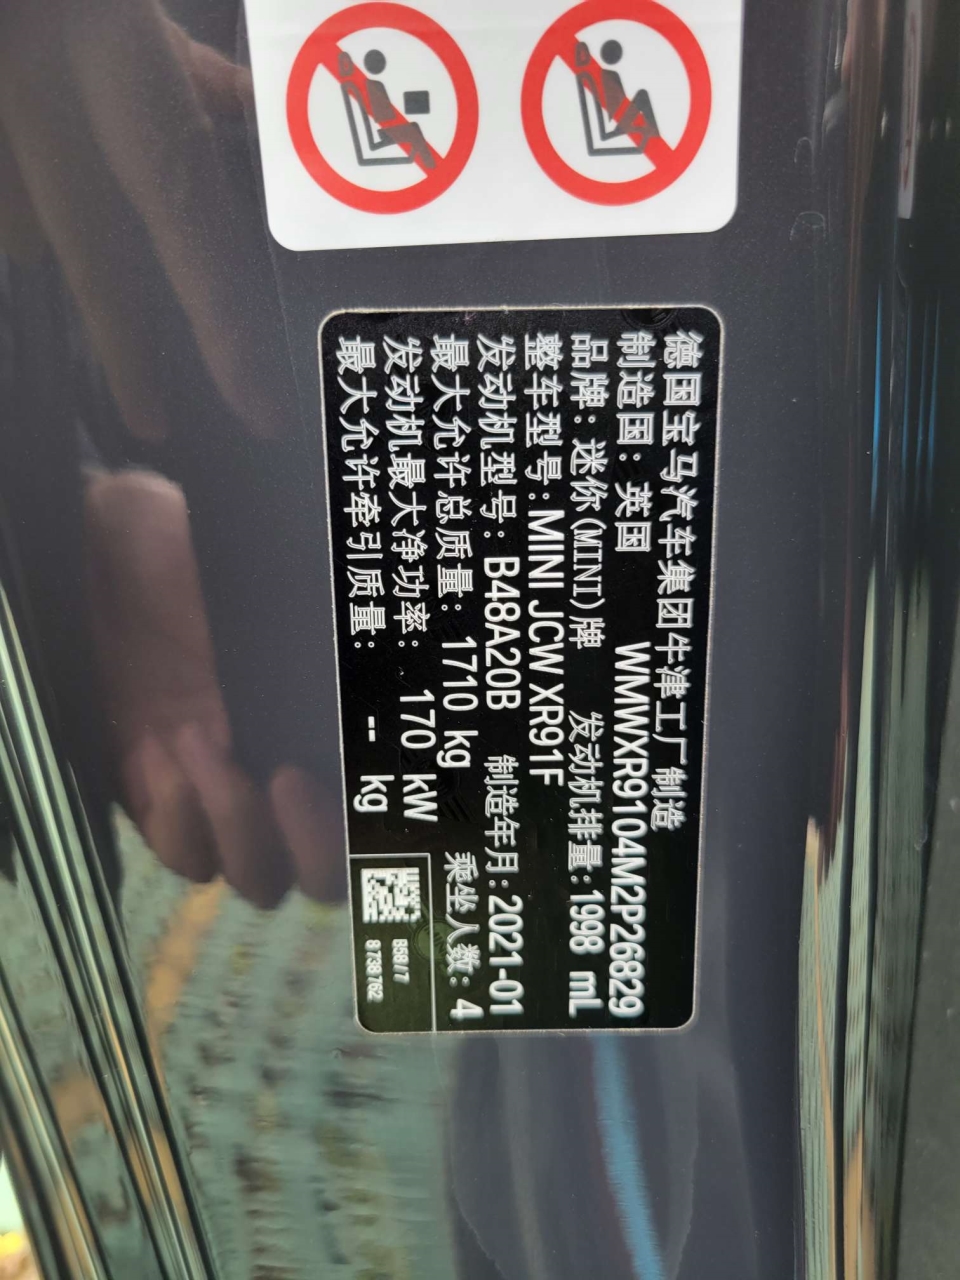 德国宝马汽车集团牛津工厂制造
制造国：英国 WMWXR9104M2P26829
品牌：迷你(MINI)牌 发动机排量：1998 mL
整车型号：MINI JCW XR91F
发动机型号：B48A20B 制造年月：2021-01
最大允许总质量：1710 kg 乘坐人数：4
发动机最大净功率：170 kW
最大允许牵引质量：-- kg
B58/7
8738762